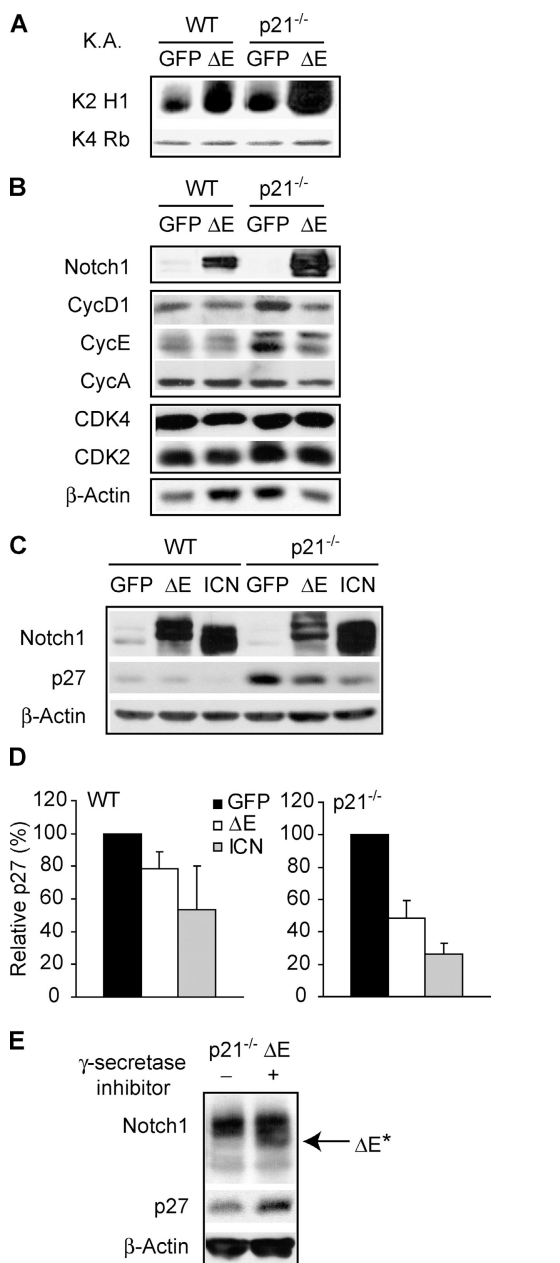 A
K.A.
WT p21-/-
GFP ΔE GFP ΔE
K2 H1
K4 Rb
B
WT p21-/-
GFP ΔE GFP ΔE
Notch1
CycD1
CycE
CycA
CDK4
CDK2
β-Actin
C
WT p21-/-
GFP ΔE ICN GFP ΔE ICN
Notch1
p27
β-Actin
D
Relative p27 (%)
120
100
80
60
40
20
0
WT
GFP
ΔE
ICN
120
100
80
60
40
20
0
p21-/-
E
p21-/- ΔE
γ-secretase
inhibitor
– +
Notch1
ΔE*
p27
β-Actin